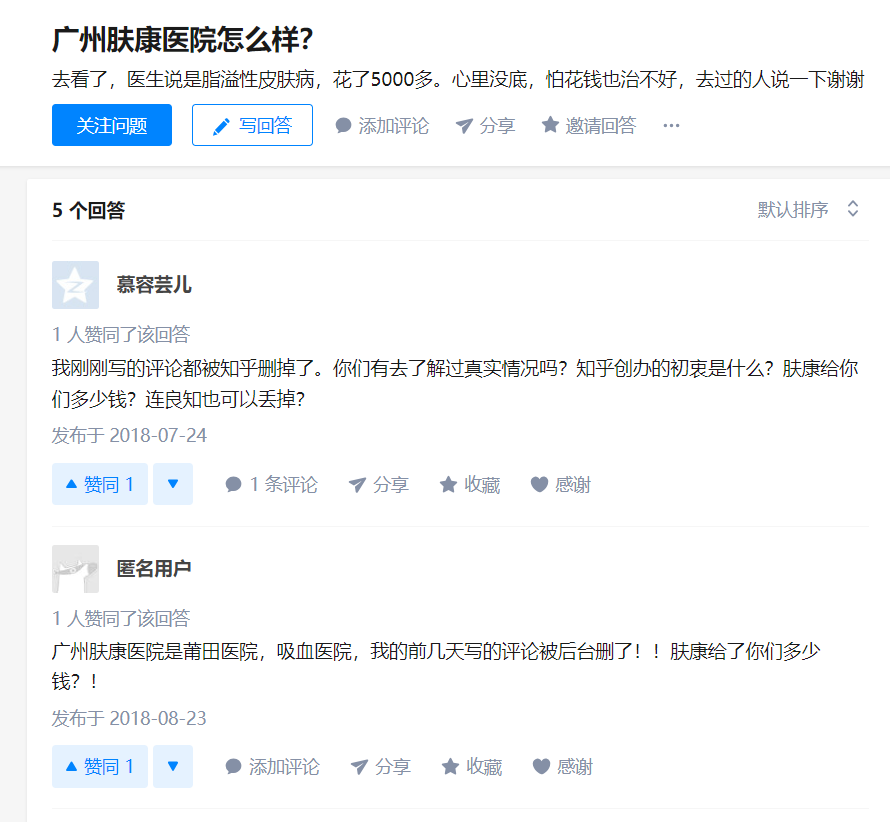 广州肤康医院怎么样？
去看了，医生说是脂溢性皮肤病，花了5000多。心里没底，怕花钱也治不好，去过的人说一下谢谢
关注问题 写回答 添加评论 分享 邀请回答 ...
5 个回答 默认排序
慕容芸儿
1 人赞同了该回答
我刚刚写的评论都被知乎删掉了。你们有去了解过真实情况吗？知乎创办的初衷是什么？肤康给你
们多少钱？连良知也可以丢掉？
发布于 2018-07-24
赞同 1 1 条评论 分享 收藏 感谢
匿名用户
1 人赞同了该回答
广州肤康医院是莆田医院，吸血医院，我的前几天写的评论被后台删了！！肤康给了你们多少
钱？！
发布于 2018-08-23
赞同 1 添加评论 分享 收藏 感谢